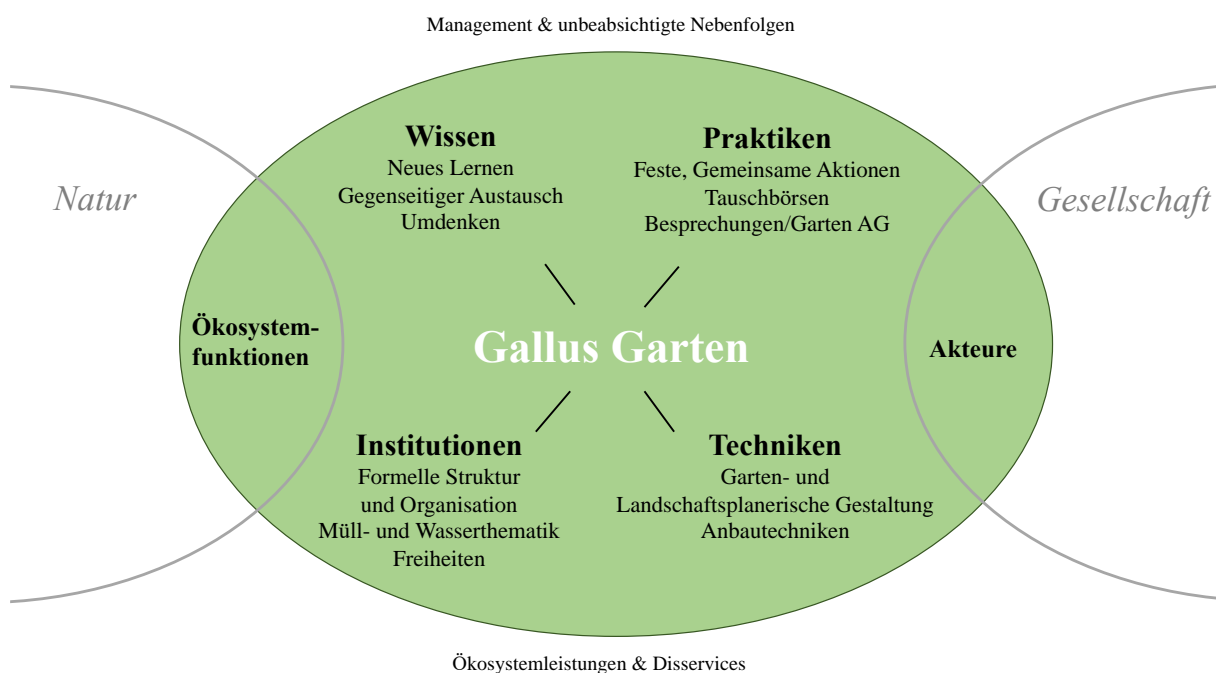 Management & unbeabsichtigte Nebenfolgen
Natur
Gesellschaft
Wissen
Neues Lernen
Gegenseitiger Austausch
Umdenken
Praktiken
Feste, Gemeinsame Aktionen
Tauschbörsen
Besprechungen/Garten AG
Ökosystem-
funktionen
Gallus Garten
Akteure
Institutionen
Formelle Struktur
und Organisation
Müll- und Wasserthematik
Freiheiten
Techniken
Garten- und
Landschaftsplanerische Gestaltung
Anbautechniken
Ökosystemleistungen & Disservices